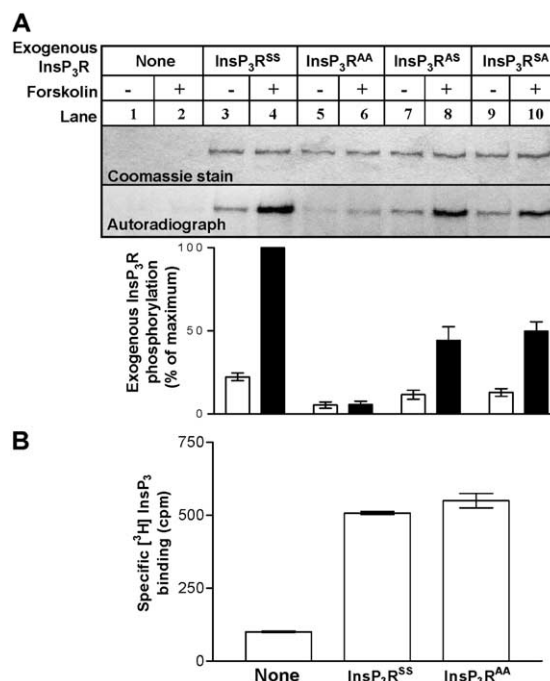 A
Exogenous InsP₃R None InsP₃Rˢˢ InsP₃Rᴬᴬ InsP₃Rᴬˢ InsP₃Rˢᴬ
Forskolin - + - + - + - + - +
Lane 1 2 3 4 5 6 7 8 9 10
Coomassie stain
Autoradiograph
Exogenous InsP₃R
phosphorylation
(% of maximum)
100
50
0
B
Specific [³H] InsP₃
binding (cpm)
750
500
250
0
None InsP₃Rˢˢ InsP₃Rᴬᴬ